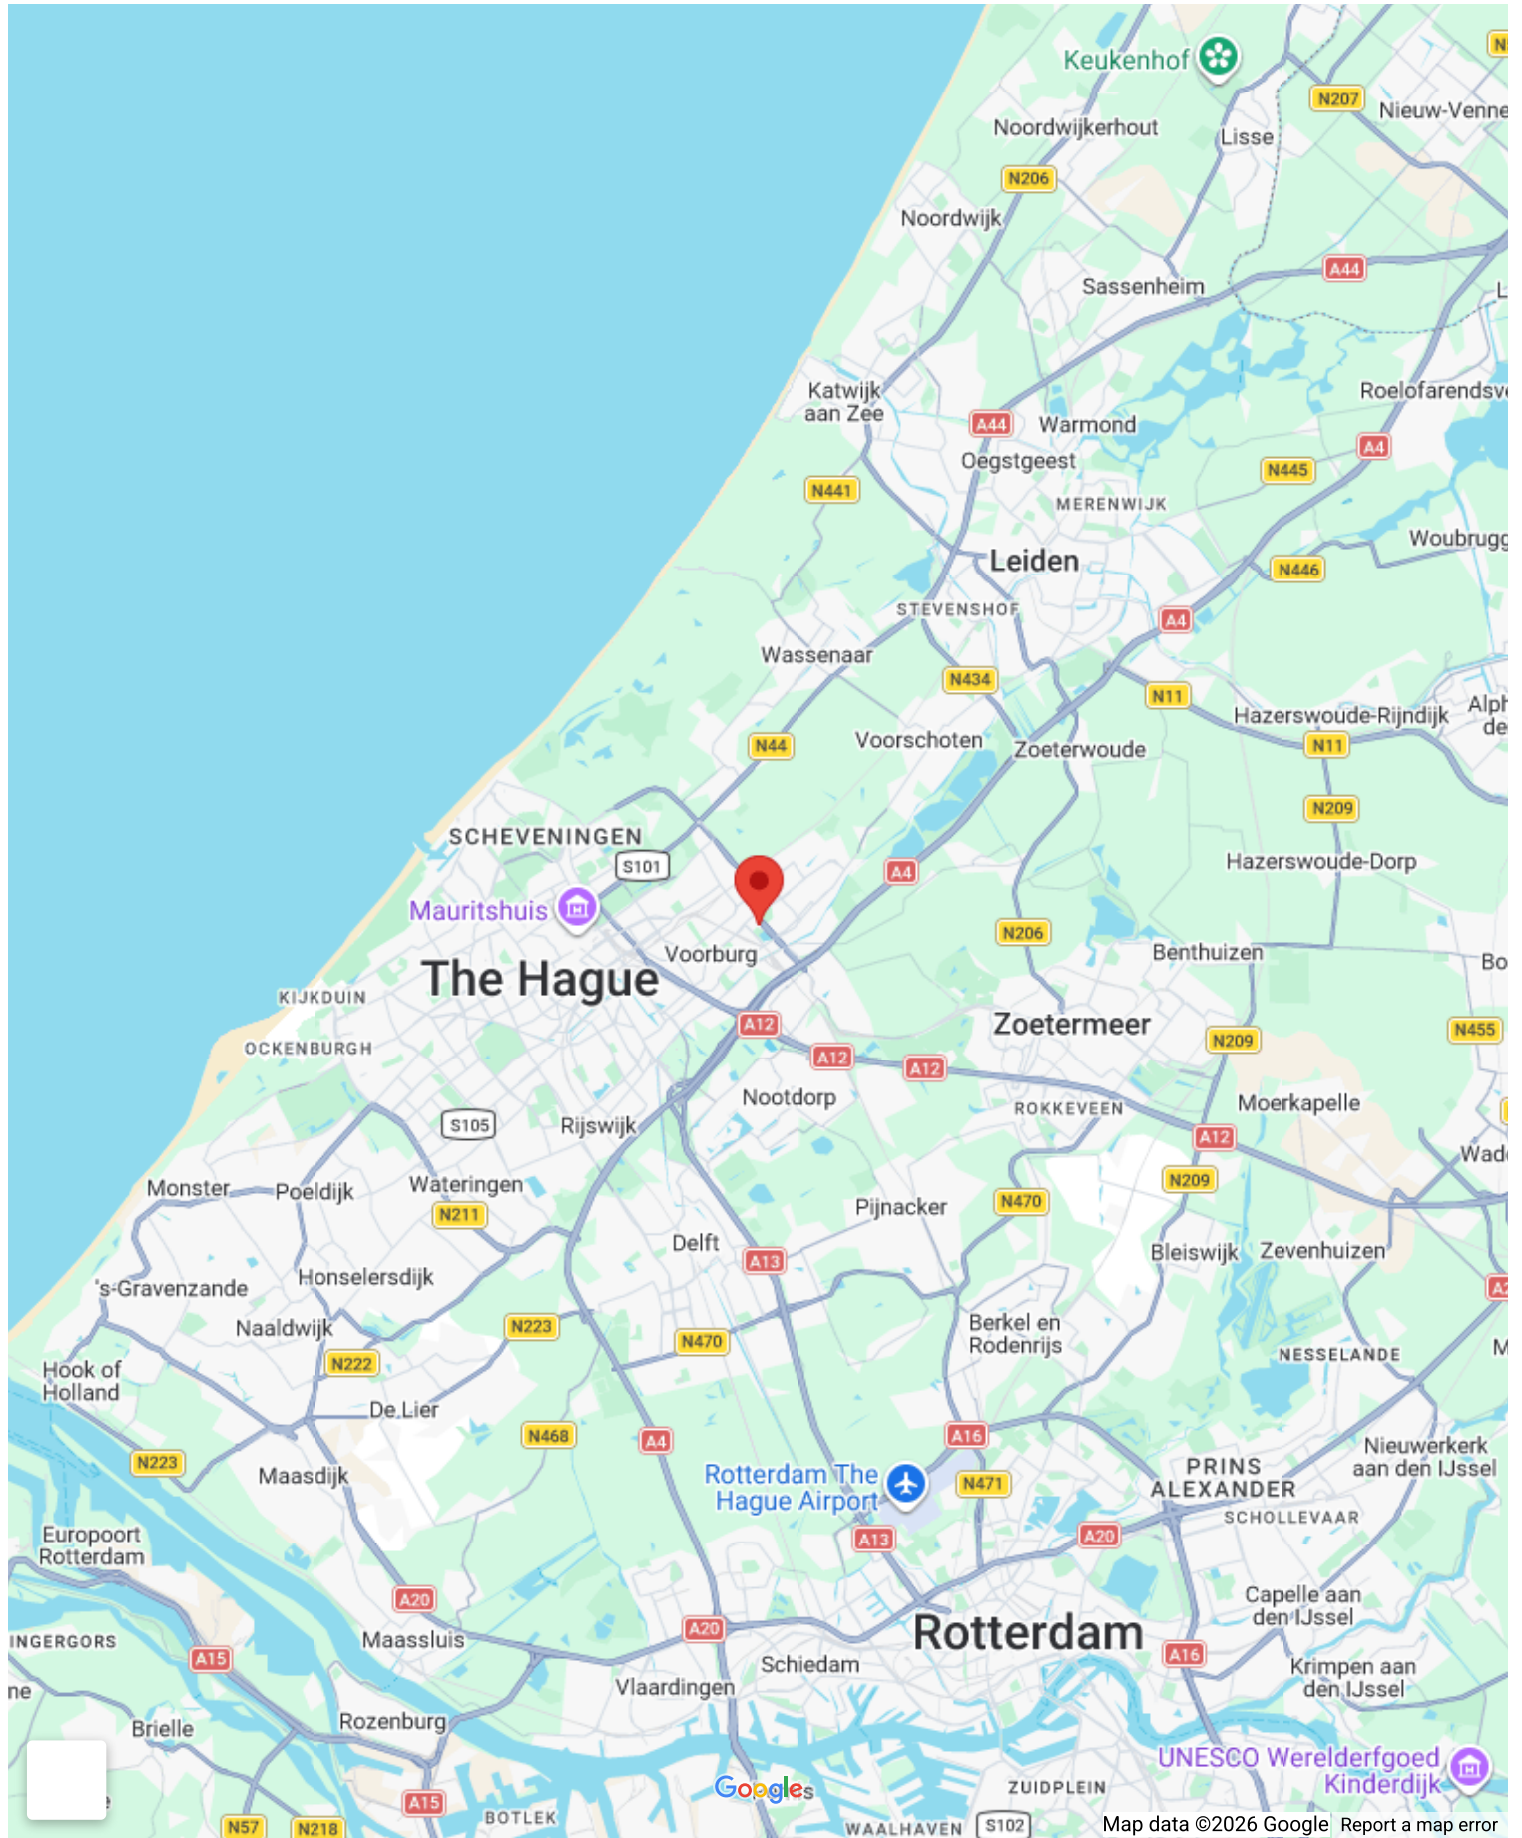 Keukenhof
N207
Nieuw-Venne
Noordwijkerhout
Lisse
N206
Noordwijk
A44
Sassenheim
Katwijk
aan Zee
Roelofarendsve
A44
Warmond
A4
Oegstgeest
N445
N441
MERENWIJK
Woubrugg
Leiden
N446
STEVENSHOF
A4
Wassenaar
N434
N11
Hazerswoude-Rijndijk
Alph
de
N44
Voorschoten
Zoeterwoude
N11
N209
SCHEVENINGEN
S101
A4
Hazerswoude-Dorp
Mauritshuis
N206
Voorburg
Benthuizen
Bo
The Hague
KIJKDUIN
A12
Zoetermeer
N209
N455
OCKENBURGH
A12
A12
Nootdorp
ROKKEVEEN
Moerkapelle
S105
Rijswijk
A12
Wad
Monster
Poeldijk
Wateringen
N209
N211
Pijnacker
N470
Delft
A13
Bleiswijk
Zevenhuizen
Honselersdijk
's-Gravenzande
Naaldwijk
N223
N470
Berkel en
Rodenrijs
NESSELANDE
Hook of
Holland
N222
De Lier
N468
A4
A16
Nieuwerkerk
aan den IJssel
N223
Maasdijk
Rotterdam The
Hague Airport
N471
PRINS
ALEXANDER
SCHOLLEVAAR
Europoort
Rotterdam
A13
A20
A20
Capelle aan
den IJssel
INGERGORS
Maassluis
A20
Rotterdam
A15
Schiedam
A16
Krimpen aan
den IJssel
ne
Vlaardingen
Brielle
Rozenburg
UNESCO Werelderfgoed
Kinderdijk
Google
s
ZUIDPLEIN
A15
BOTLEK
N57
N218
WAALHAVEN
S102
Map data ©2026 Google
Report a map error